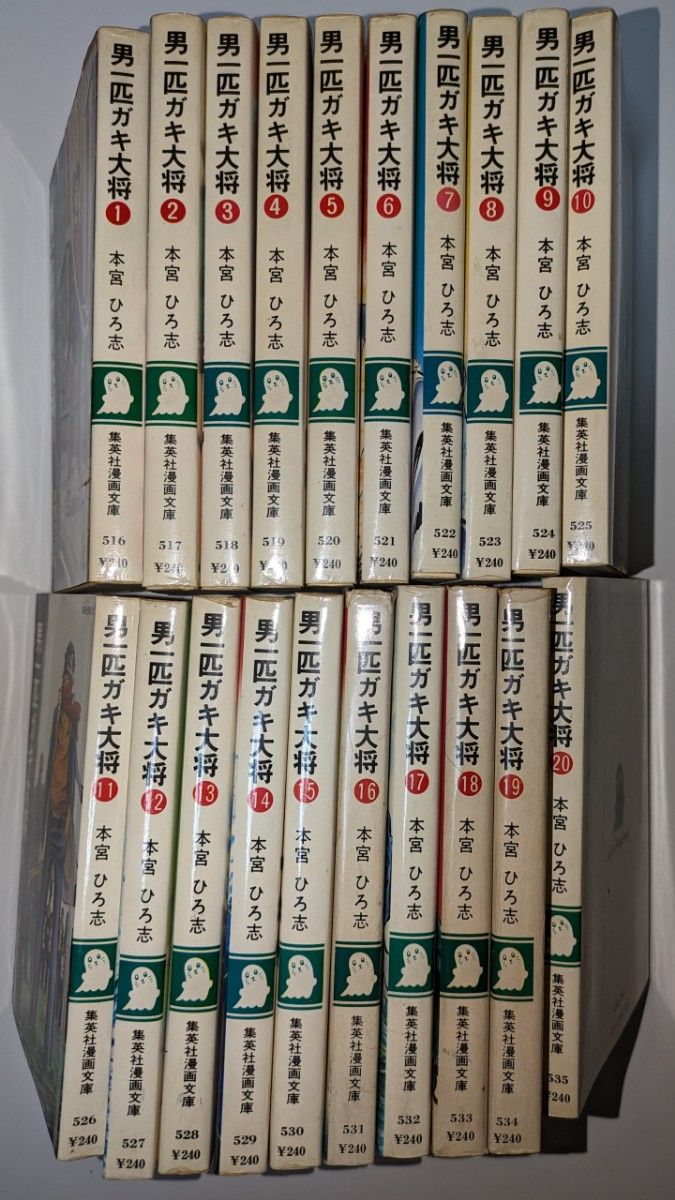 男一匹ガキ大将 1 本宮 ひろ志 集英社漫画文庫 516 ¥240
男一匹ガキ大将 2 本宮 ひろ志 集英社漫画文庫 517 ¥240
男一匹ガキ大将 3 本宮 ひろ志 集英社漫画文庫 518 ¥240
男一匹ガキ大将 4 本宮 ひろ志 集英社漫画文庫 519 ¥240
男一匹ガキ大将 5 本宮 ひろ志 集英社漫画文庫 520 ¥240
男一匹ガキ大将 6 本宮 ひろ志 集英社漫画文庫 521 ¥240
男一匹ガキ大将 7 本宮 ひろ志 集英社漫画文庫 522 ¥240
男一匹ガキ大将 8 本宮 ひろ志 集英社漫画文庫 523 ¥240
男一匹ガキ大将 9 本宮 ひろ志 集英社漫画文庫 524 ¥240
男一匹ガキ大将 10 本宮 ひろ志 集英社漫画文庫 525 ¥240
男一匹ガキ大将 11 本宮 ひろ志 集英社漫画文庫 526 ¥240
男一匹ガキ大将 12 本宮 ひろ志 集英社漫画文庫 527 ¥240
男一匹ガキ大将 13 本宮 ひろ志 集英社漫画文庫 528 ¥240
男一匹ガキ大将 14 本宮 ひろ志 集英社漫画文庫 529 ¥240
男一匹ガキ大将 15 本宮 ひろ志 集英社漫画文庫 530 ¥240
男一匹ガキ大将 16 本宮 ひろ志 集英社漫画文庫 531 ¥240
男一匹ガキ大将 17 本宮 ひろ志 集英社漫画文庫 532 ¥240
男一匹ガキ大将 18 本宮 ひろ志 集英社漫画文庫 533 ¥240
男一匹ガキ大将 19 本宮 ひろ志 集英社漫画文庫 534 ¥240
男一匹ガキ大将 20 本宮 ひろ志 集英社漫画文庫 535 ¥240